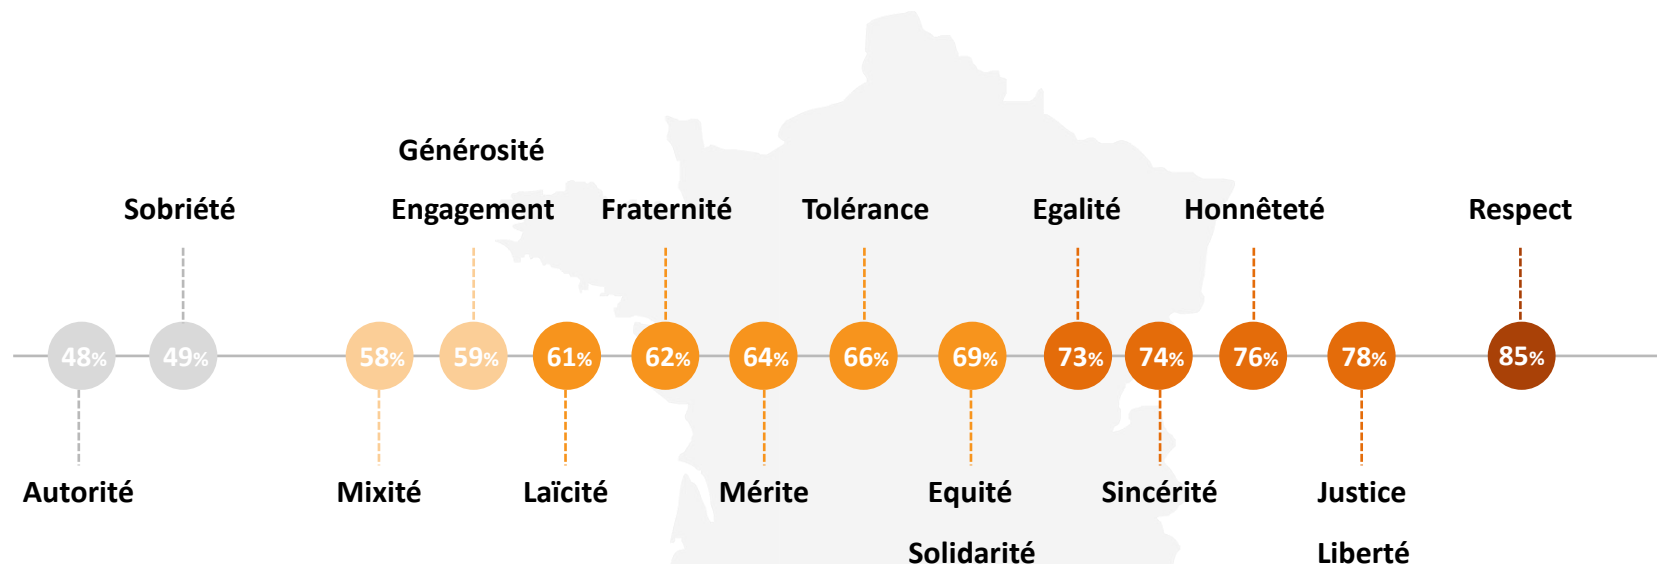 Générosité
Sobriété Engagement Fraternité Tolérance Egalité Honnêteté Respect
48% 49% 58% 59% 61% 62% 64% 66% 69% 73% 74% 76% 78% 85%
Autorité Mixité Laïcité Mérite Equité Sincérité Justice
Solidarité Liberté